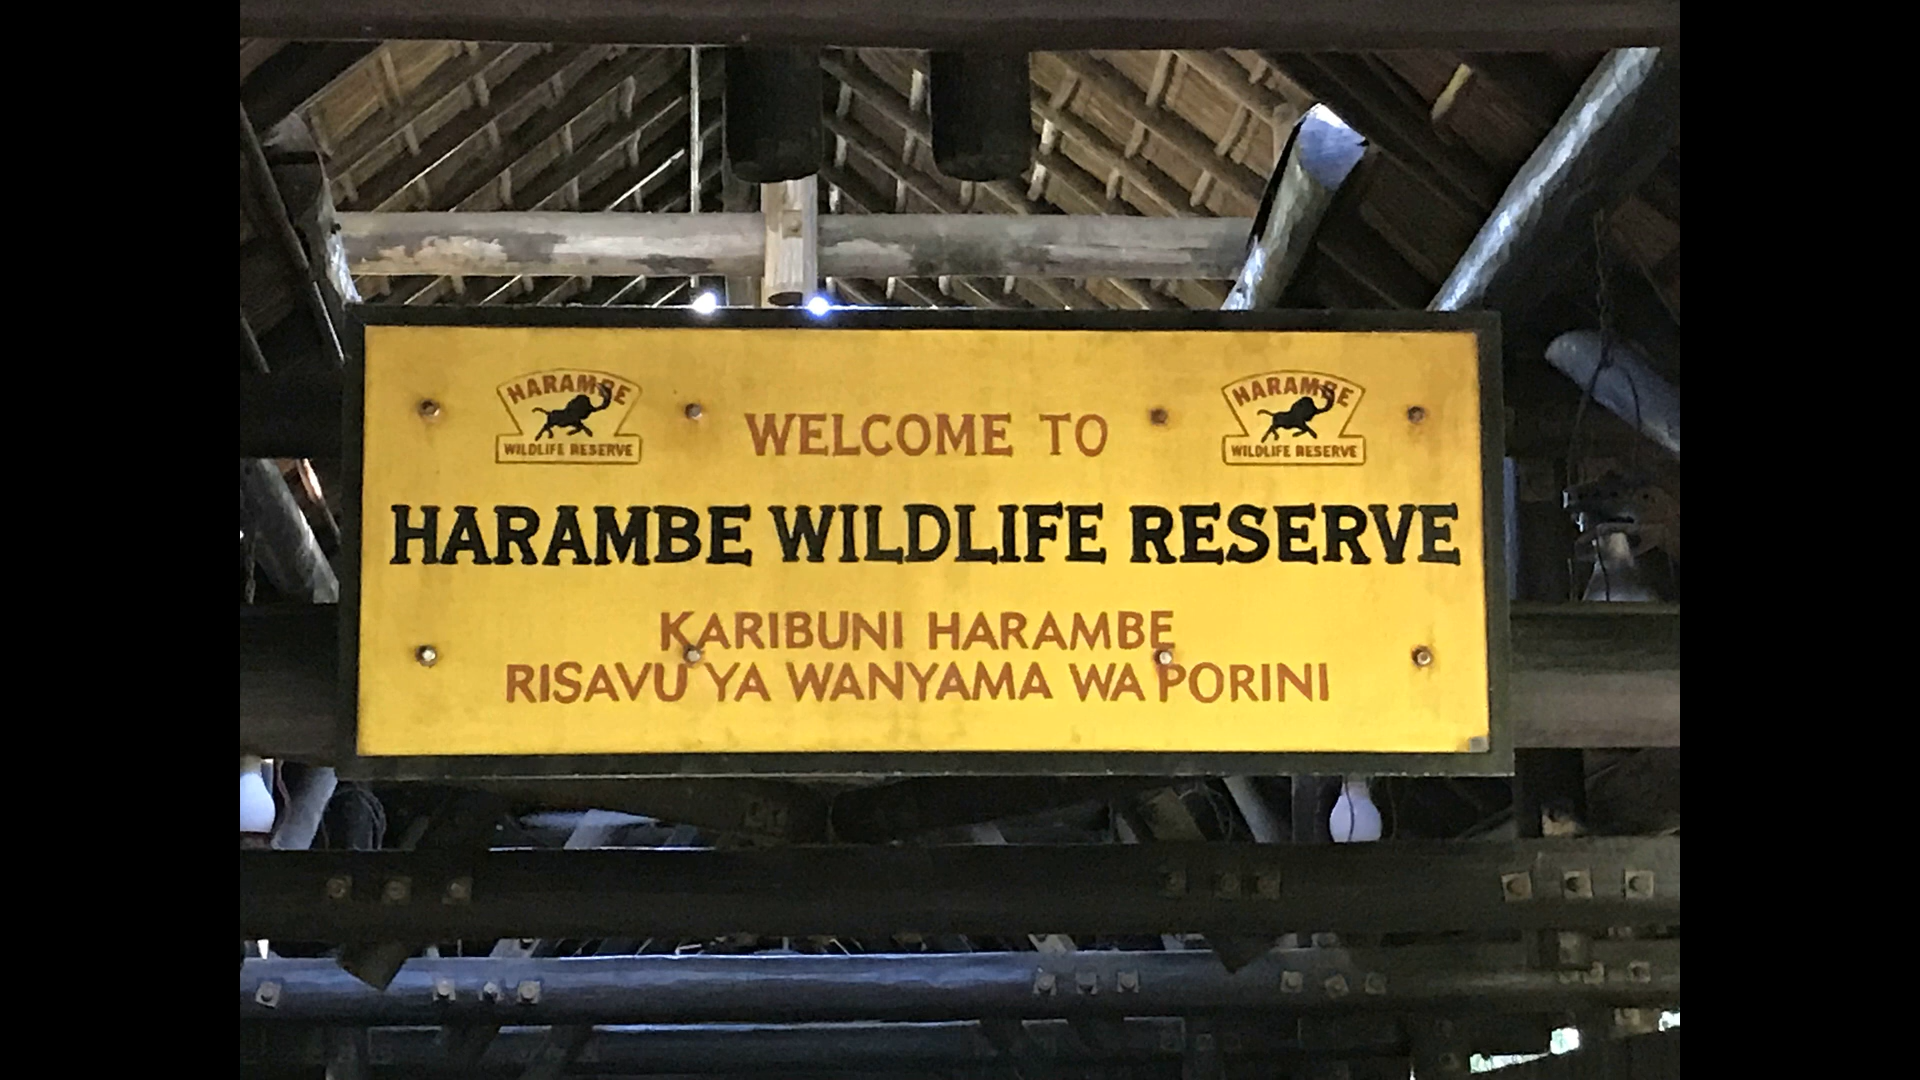 HARAMBE
WILDLIFE RESERVE
WELCOME TO
HARAMBE
WILDLIFE RESERVE
HARAMBE WILDLIFE RESERVE
KARIBUNI HARAMBE
RISAVU YA WANYAMA WA PORINI